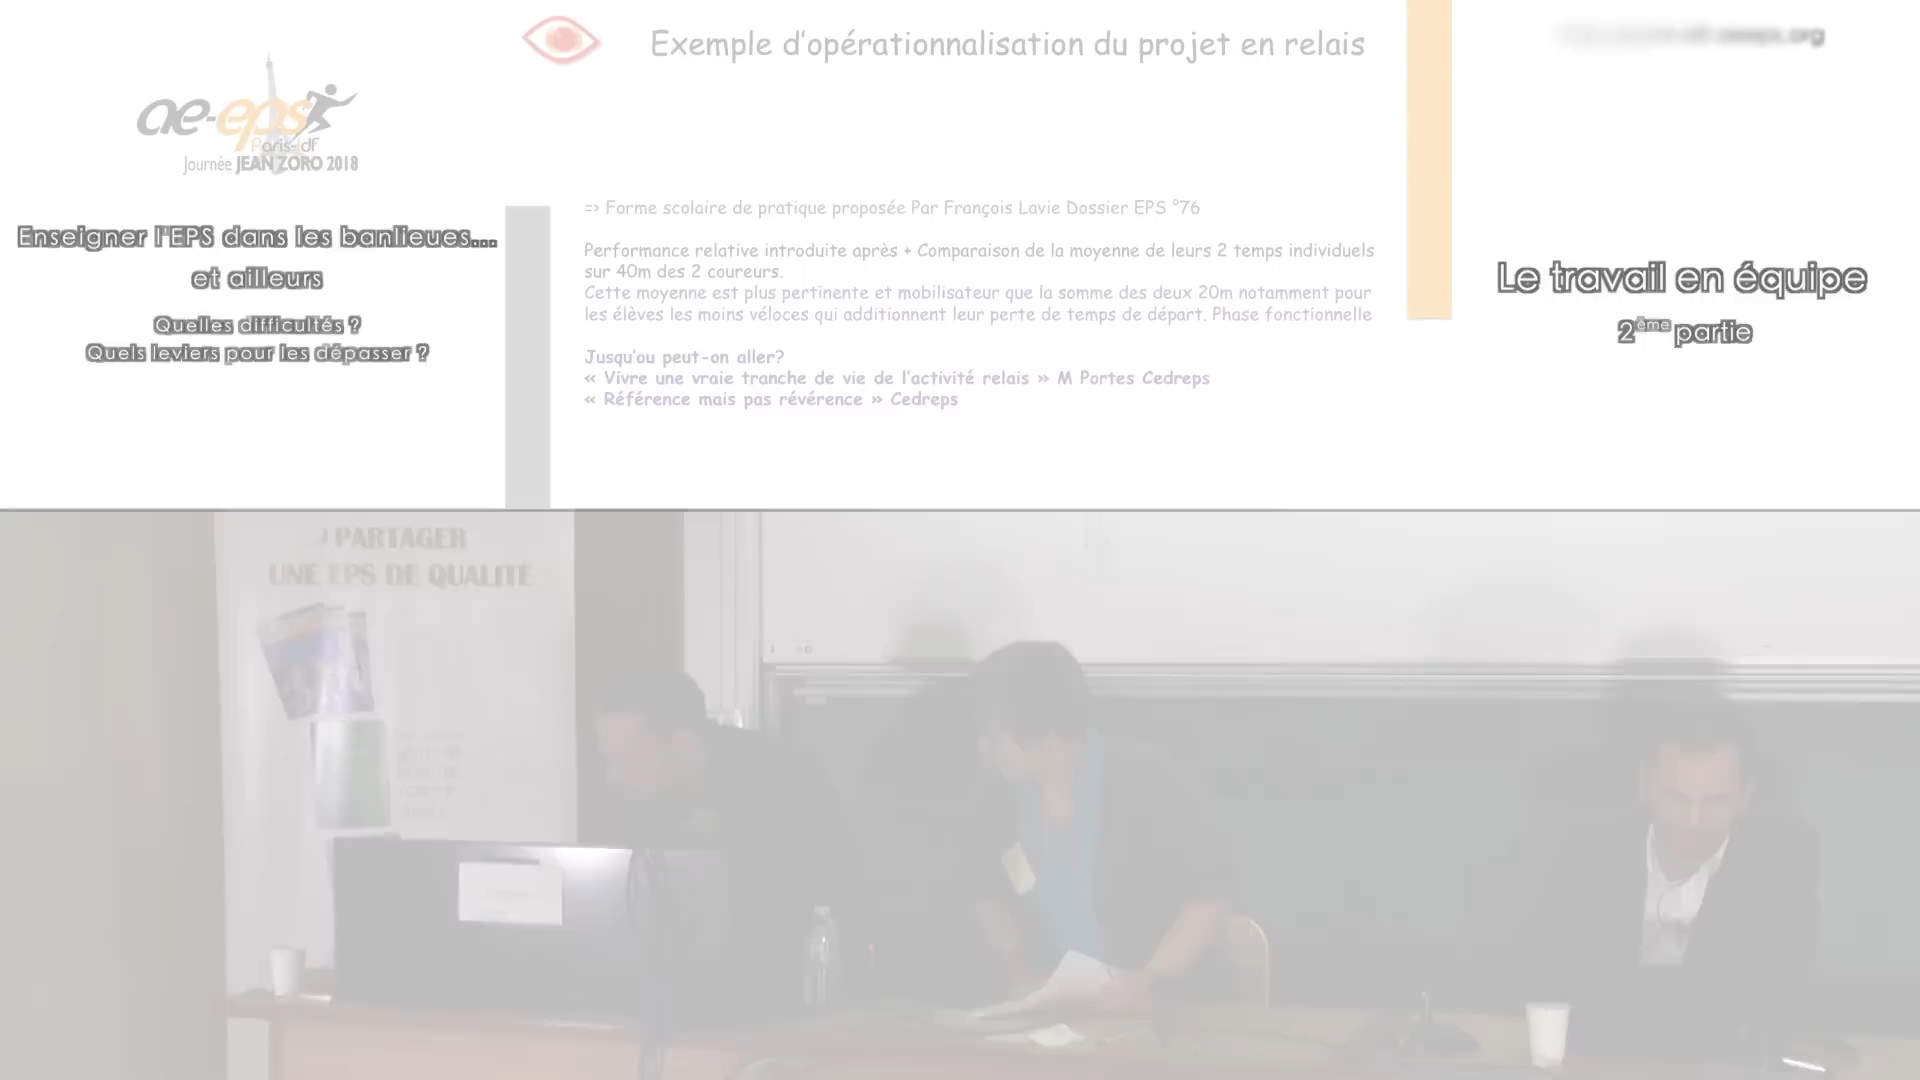 Exemple d'opérationnalisation du projet en relais
ae-eps
Paris-Idf
Journée JEAN ZORO 2018
Enseigner l'EPS dans les banlieues...
et ailleurs
Quelles difficultés ?
Quels leviers pour les dépasser ?
=> Forme scolaire de pratique proposée Par François Lavie Dossier EPS °76
Performance relative introduite après + Comparaison de la moyenne de leurs 2 temps individuels
sur 40m des 2 coureurs.
Cette moyenne est plus pertinente et mobilisateur que la somme des deux 20m notamment pour
les élèves les moins véloces qui additionnent leur perte de temps de départ. Phase fonctionnelle
Jusqu'ou peut-on aller?
« Vivre une vraie tranche de vie de l'activité relais » M Portes Cedreps
« Référence mais pas révérence » Cedreps
Le travail en équipe
2ème partie
PARTAGER
UNE EPS DE QUALITE